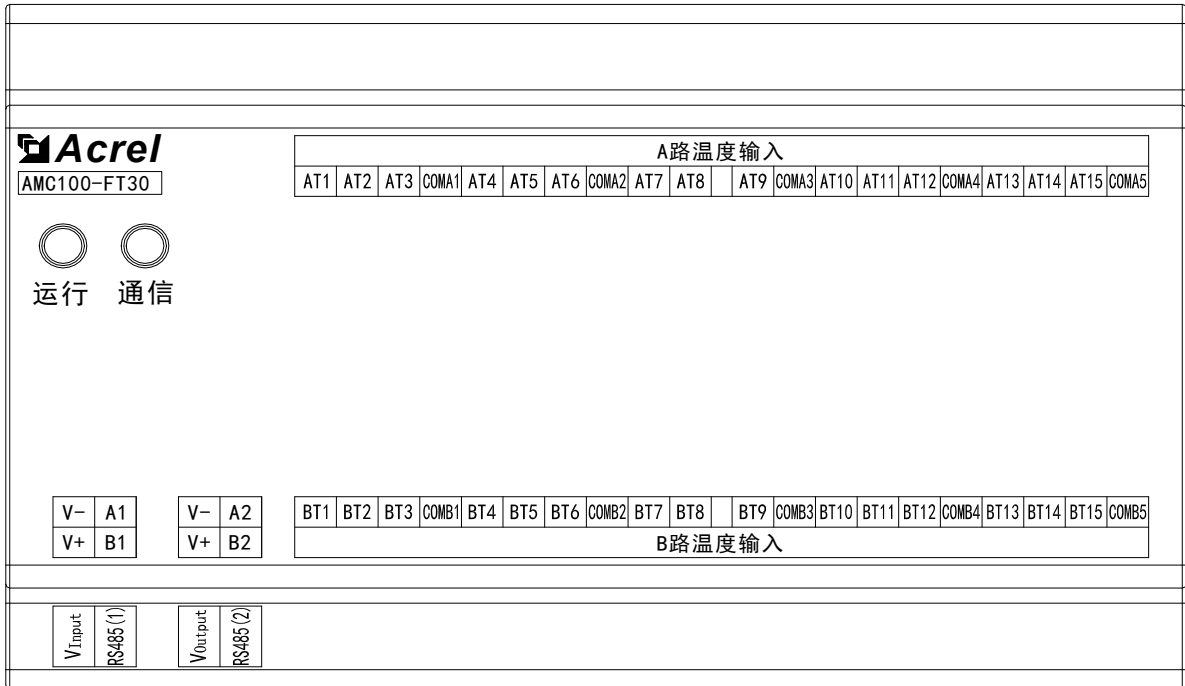 Acrel
AMC100-FT30
运行 通信
A路温度输入
AT1 AT2 AT3 COMA1 AT4 AT5 AT6 COMA2 AT7 AT8 AT9 COMA3 AT10 AT11 AT12 COMA4 AT13 AT14 AT15 COMA5
V- A1 V- A2 BT1 BT2 BT3 COMB1 BT4 BT5 BT6 COMB2 BT7 BT8 BT9 COMB3 BT10 BT11 BT12 COMB4 BT13 BT14 BT15 COMB5
V+ B1 V+ B2 B路温度输入
VInput
RS485(1)
VOutput
RS485(2)